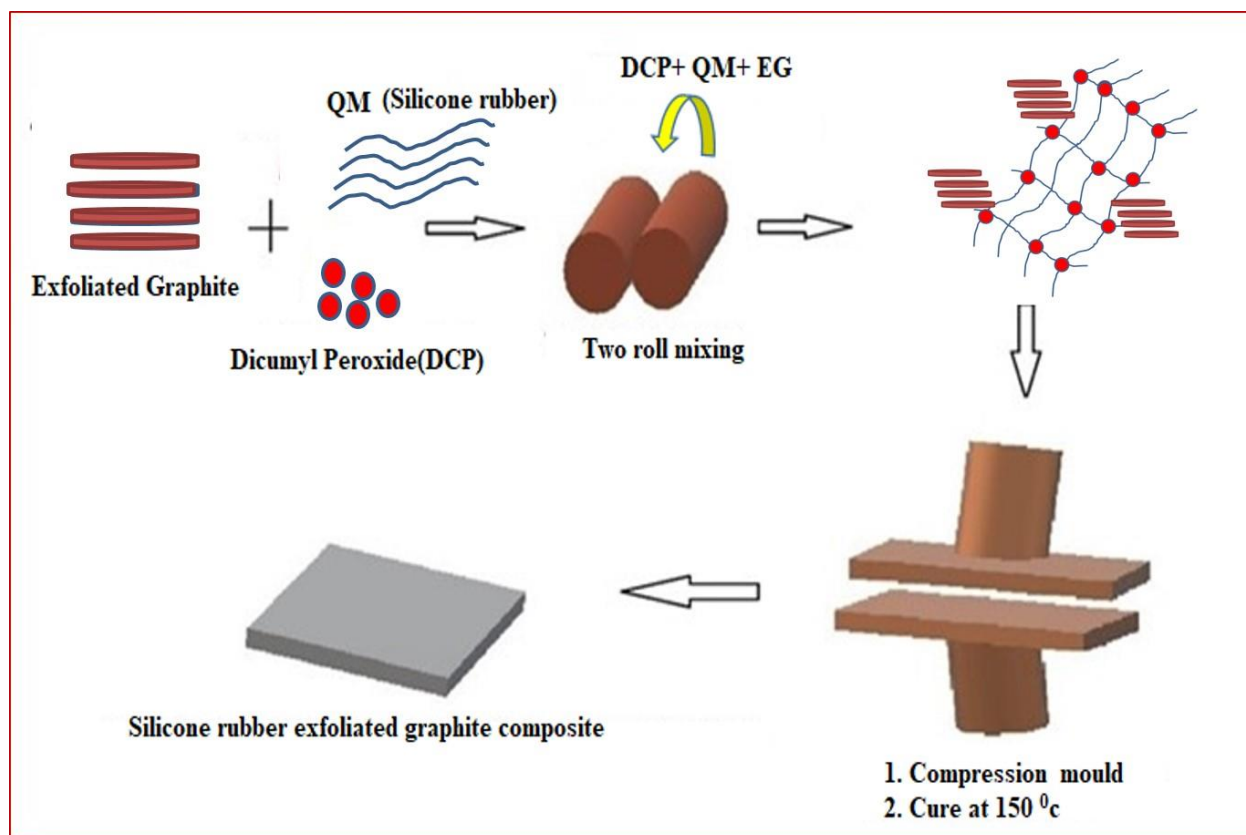 DCP+ QM+ EG
QM (Silicone rubber)
Exfoliated Graphite
Dicumyl Peroxide(DCP)
Two roll mixing
Silicone rubber exfoliated graphite composite
1. Compression mould
2. Cure at 150 ⁰c